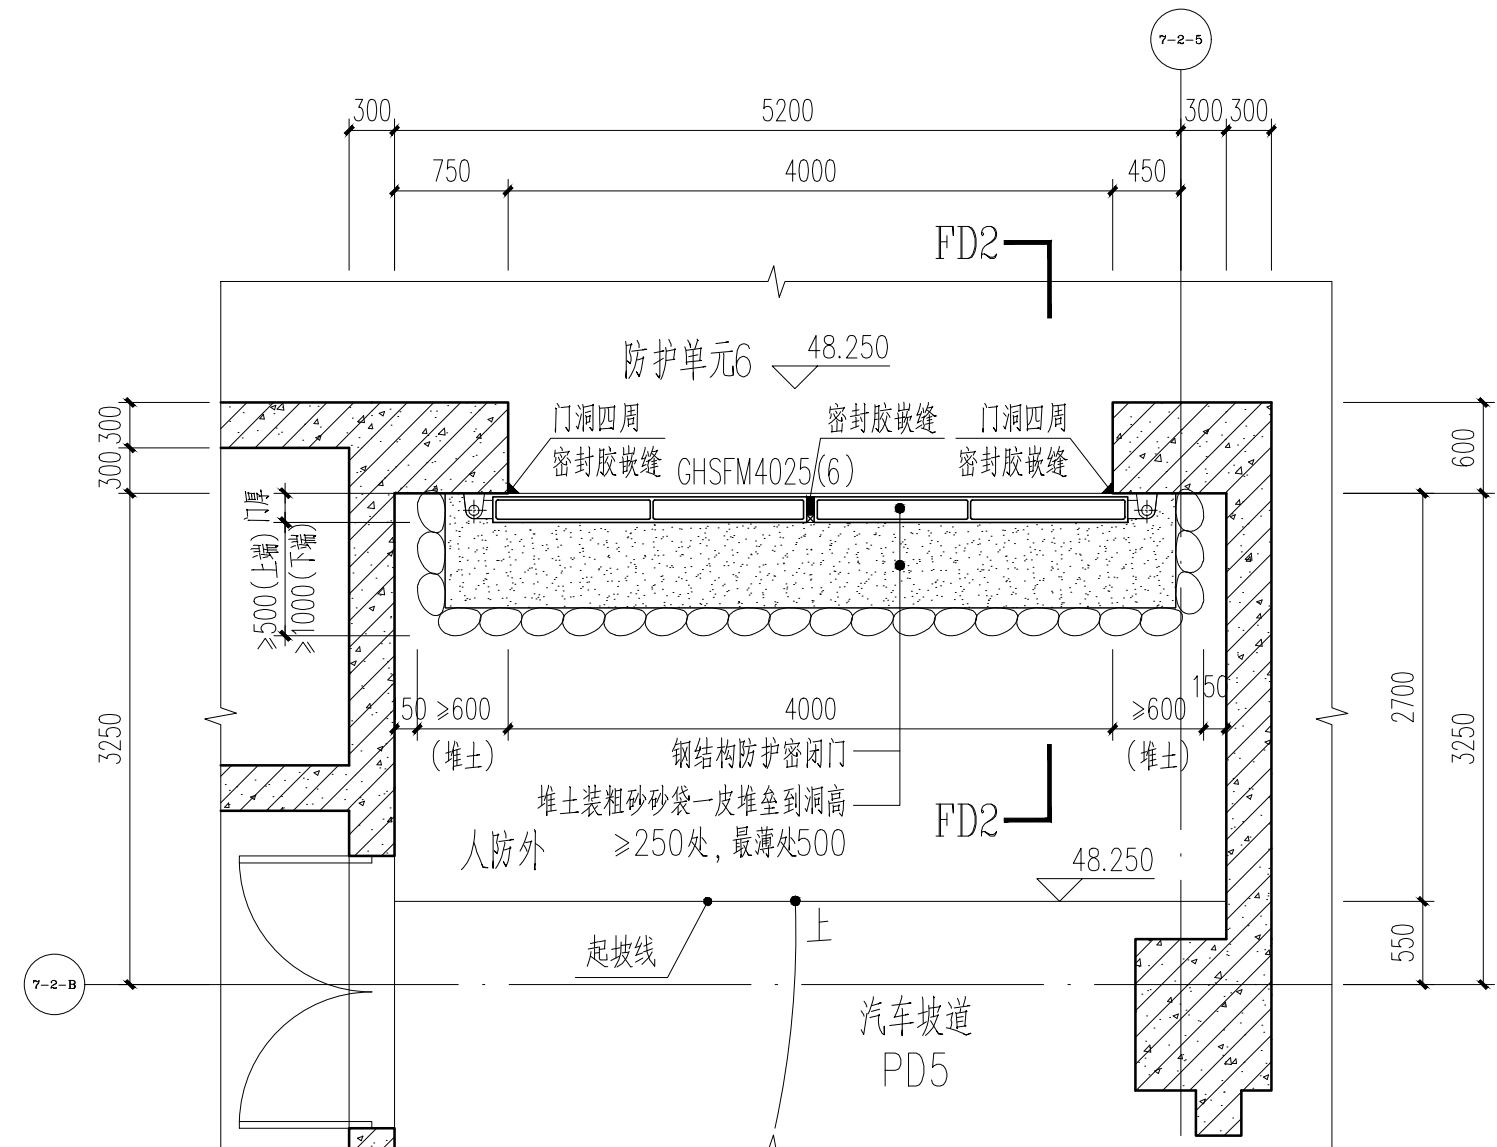 7-2-5
300
5200
300
300
750
4000
450
FD2
防护单元6
48.250
门洞四周
密封胶嵌缝
密封胶嵌缝
门洞四周
密封胶嵌缝
GHSFM4025(6)
300
300
600
门厚
≥500(上端)
≥1000(下端)
3250
2700
3250
50
≥600
4000
≥600
150
(堆土)
(堆土)
钢结构防护密闭门
堆土装粗砂砂袋一皮堆垒到洞高
≥250处，最薄处500
FD2
人防外
48.250
上
起坡线
550
7-2-B
汽车坡道
PD5